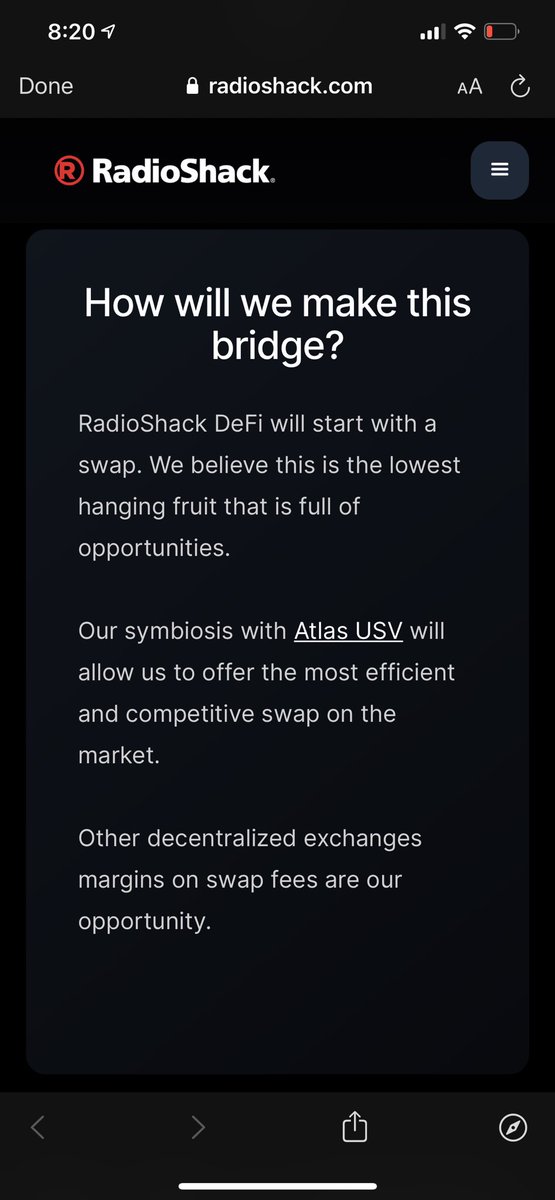 8:20
Done radioshack.com AA
RadioShack.
How will we make this
bridge?
RadioShack DeFi will start with a
swap. We believe this is the lowest
hanging fruit that is full of
opportunities.
Our symbiosis with Atlas USV will
allow us to offer the most efficient
and competitive swap on the
market.
Other decentralized exchanges
margins on swap fees are our
opportunity.